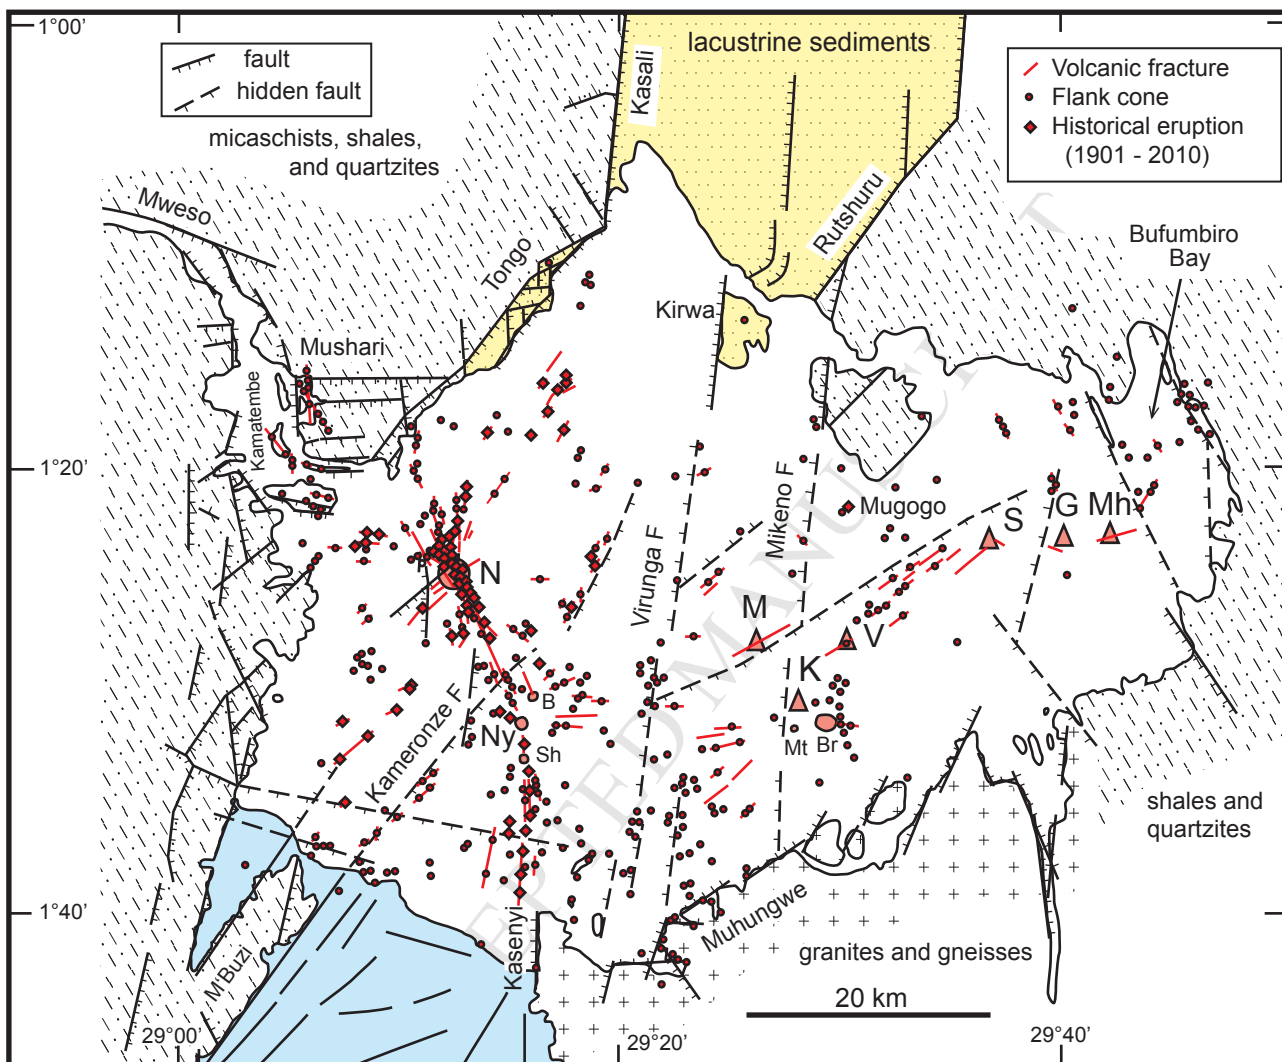 1°00'
fault
hidden fault
micaschists, shales,
and quartzites
Kasali
lacustrine sediments
Volcanic fracture
Flank cone
Historical eruption
(1901 - 2010)
Mweso
Tongo
Rutshuru
Bufumbiro
Bay
Kirwa
Mushari
Kamatembe
1°20'
Mugogo
S
G
Mh
N
Virunga F
Mikeno F
M
V
K
B
Kameronze F
Ny
Sh
Mt
Br
shales and
quartzites
1°40'
M'Buzi
Kasenyi
Muhungwe
granites and gneisses
20 km
29°00'
29°20'
29°40'
EPTED MANUSCRIPT